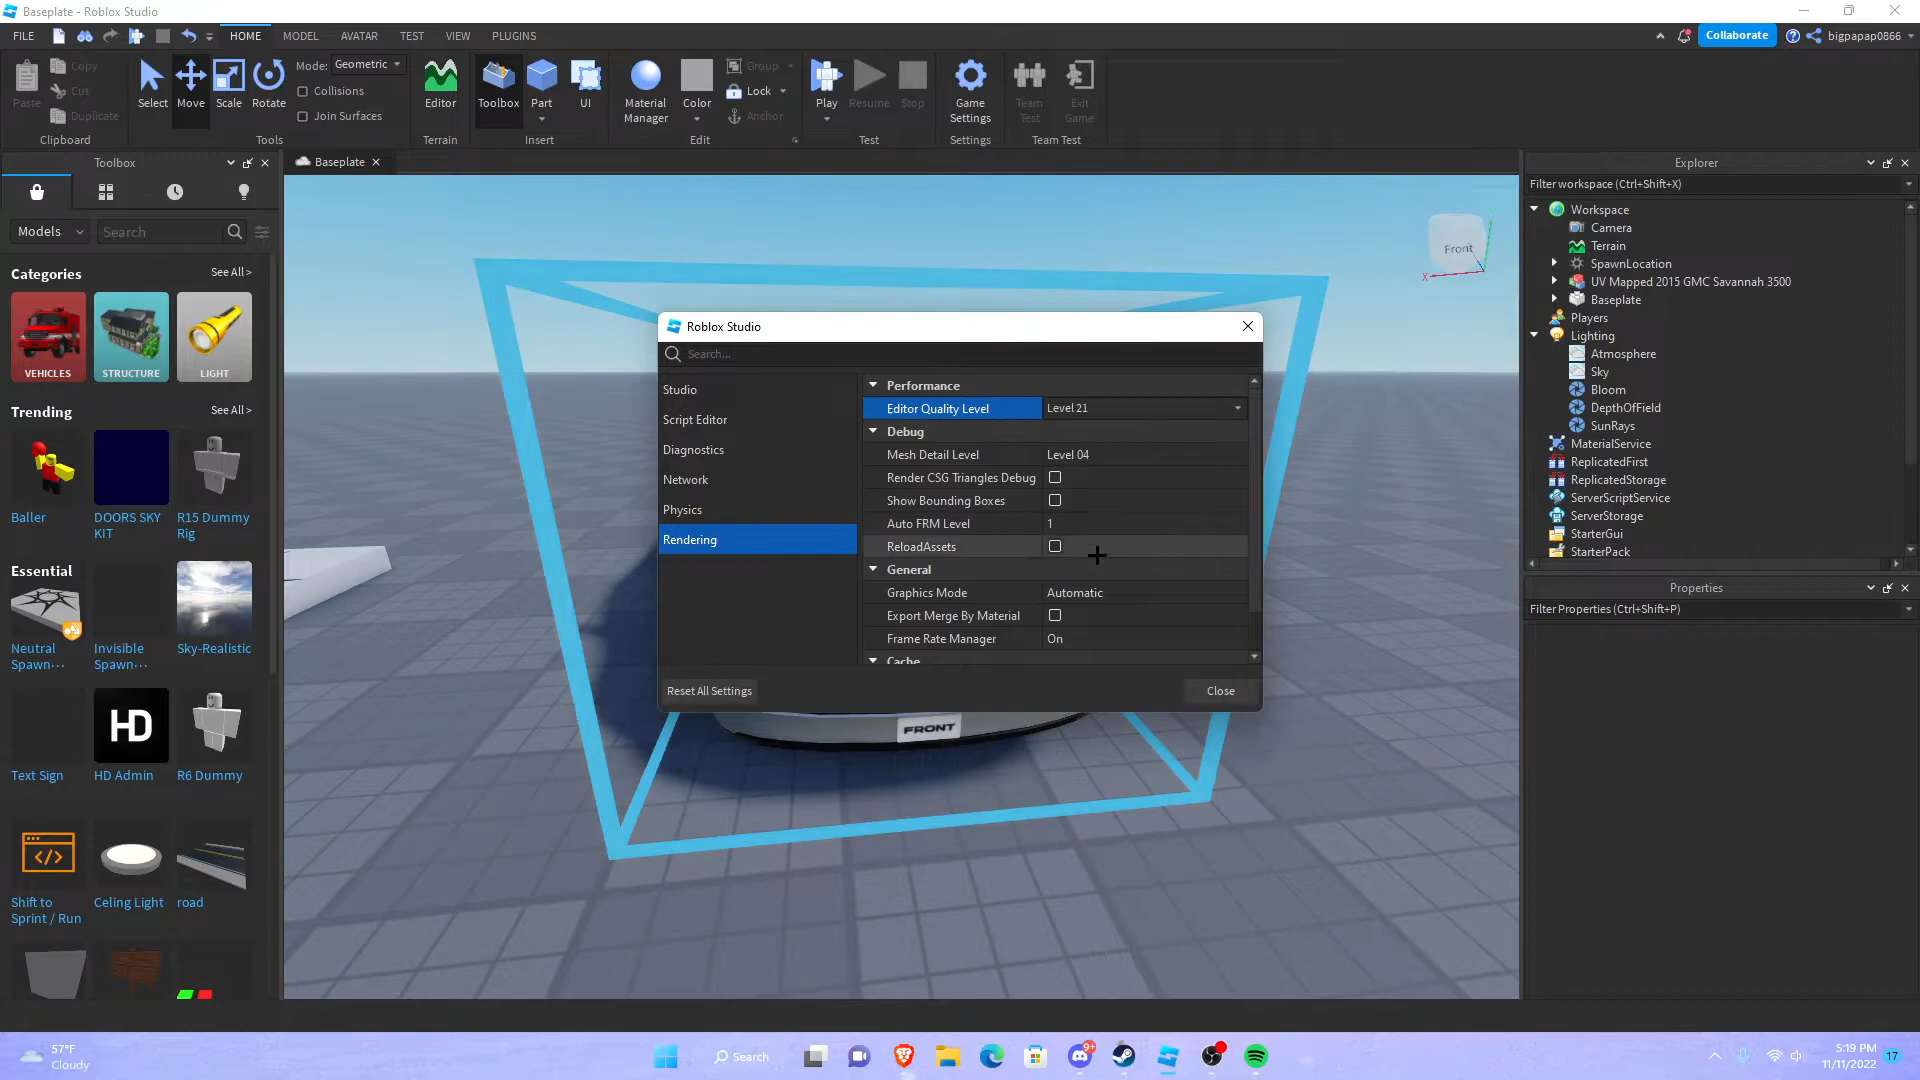 Baseplate - Roblox Studio
FILE
HOME
MODEL
AVATAR
TEST
VIEW
PLUGINS
Collaborate
bigpapap0866
Paste
Copy
Cut
Duplicate
Clipboard
Select
Move
Scale
Rotate
Mode: Geometric
Collisions
Join Surfaces
Tools
Editor
Terrain
Toolbox
Part
UI
Insert
Material
Manager
Color
Group
Lock
Anchor
Edit
Play
Resume
Stop
Test
Game
Settings
Settings
Team
Test
Exit
Game
Team Test
Toolbox
Models
Search
Categories
See All >
VEHICLES
STRUCTURE
LIGHT
Trending
See All >
Baller
DOORS SKY
KIT
R15 Dummy
Rig
Essential
Neutral
Spawn···
Invisible
Spawn···
Sky-Realistic
HD
Text Sign
HD Admin
R6 Dummy
Shift to
Sprint / Run
Celing Light
road
Baseplate
Front
X
Roblox Studio
Search...
Studio
Script Editor
Diagnostics
Network
Physics
Rendering
Performance
Editor Quality Level
Level 21
Debug
Mesh Detail Level
Level 04
Render CSG Triangles Debug
Show Bounding Boxes
Auto FRM Level
1
ReloadAssets
General
Graphics Mode
Automatic
Export Merge By Material
Frame Rate Manager
On
Cache
Reset All Settings
Close
FRONT
Explorer
Filter workspace (Ctrl+Shift+X)
Workspace
Camera
Terrain
SpawnLocation
UV Mapped 2015 GMC Savannah 3500
Baseplate
Players
Lighting
Atmosphere
Sky
Bloom
DepthOfField
SunRays
MaterialService
ReplicatedFirst
ReplicatedStorage
ServerScriptService
ServerStorage
StarterGui
StarterPack
Properties
Filter Properties (Ctrl+Shift+P)
57°F
Cloudy
Search
9+
5:19 PM
11/11/2022
17